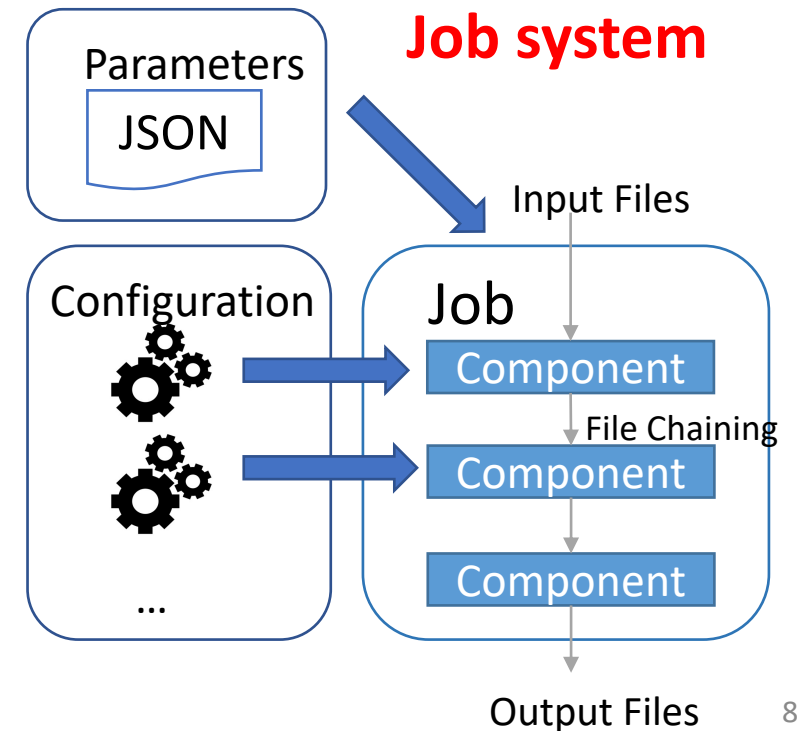 Job system
Parameters
JSON
Input Files
Configuration
Job
Component
File Chaining
Component
Component
...
Output Files
8